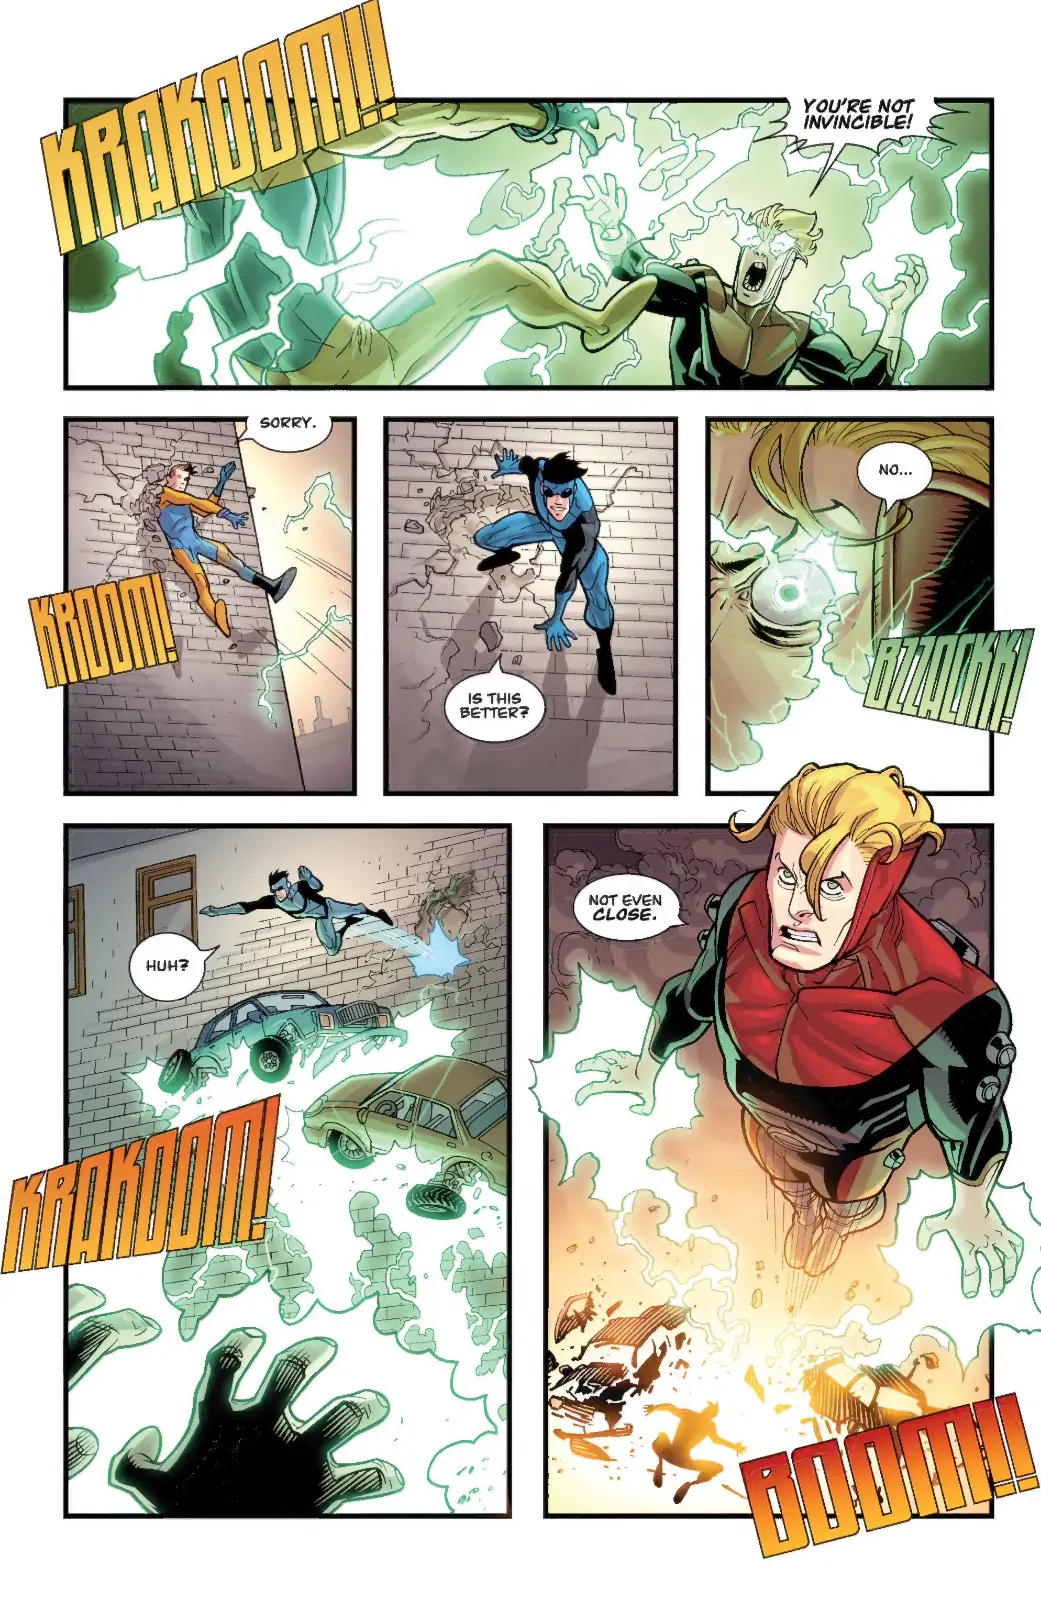 KRAKOOM!!
YOU'RE NOT
INVINCIBLE!
SORRY.
KROOM!
IS THIS
BETTER?
NO...
BZZACKK!
HUH?
KRAKOOM!
NOT EVEN
CLOSE.
BOOM!!